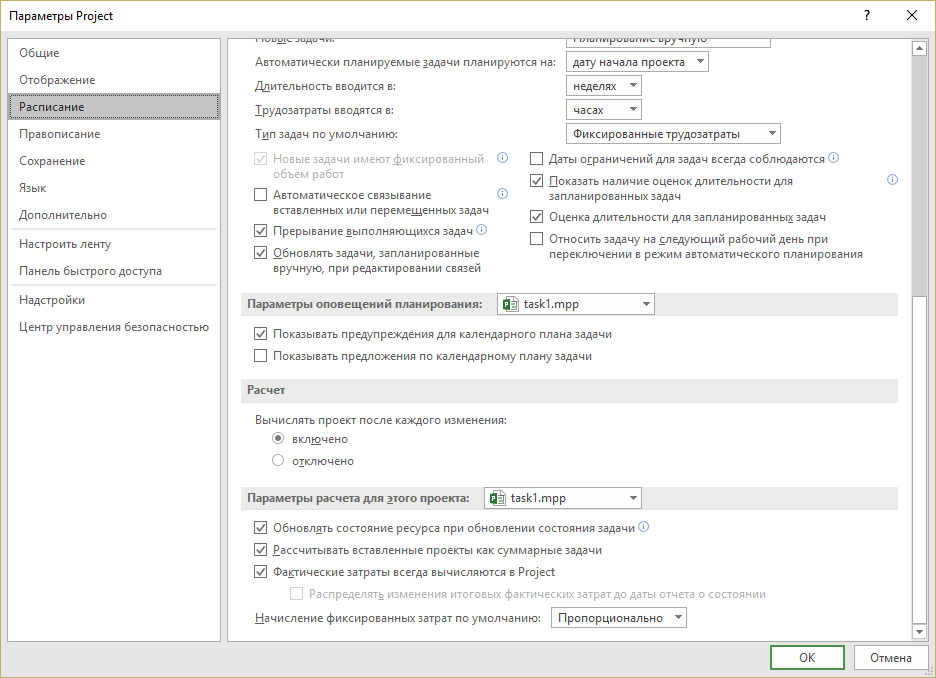 Параметры Project
?
Общие
Отображение
Расписание
Правописание
Сохранение
Язык
Дополнительно
Настроить ленту
Панель быстрого доступа
Надстройки
Центр управления безопасностью
Новые задачи: Планирование вручную
Автоматически планируемые задачи планируются на: дату начала проекта
Длительность вводится в: неделях
Трудозатраты вводятся в: часах
Тип задач по умолчанию: Фиксированные трудозатраты
Новые задачи имеют фиксированный
объем работ
Автоматическое связывание
вставленных или перемещенных задач
Прерывание выполняющихся задач
Обновлять задачи, запланированные
вручную, при редактировании связей
Даты ограничений для задач всегда соблюдаются
Показать наличие оценок длительности для
запланированных задач
Оценка длительности для запланированных задач
Относить задачу на следующий рабочий день при
переключении в режим автоматического планирования
Параметры оповещений планирования: task1.mpp
Показывать предупреждения для календарного плана задачи
Показывать предложения по календарному плану задачи
Расчет
Вычислять проект после каждого изменения:
включено
отключено
Параметры расчета для этого проекта: task1.mpp
Обновлять состояние ресурса при обновлении состояния задачи
Рассчитывать вставленные проекты как суммарные задачи
Фактические затраты всегда вычисляются в Project
Распределять изменения итоговых фактических затрат до даты отчета о состоянии
Начисление фиксированных затрат по умолчанию: Пропорционально
ОК
Отмена